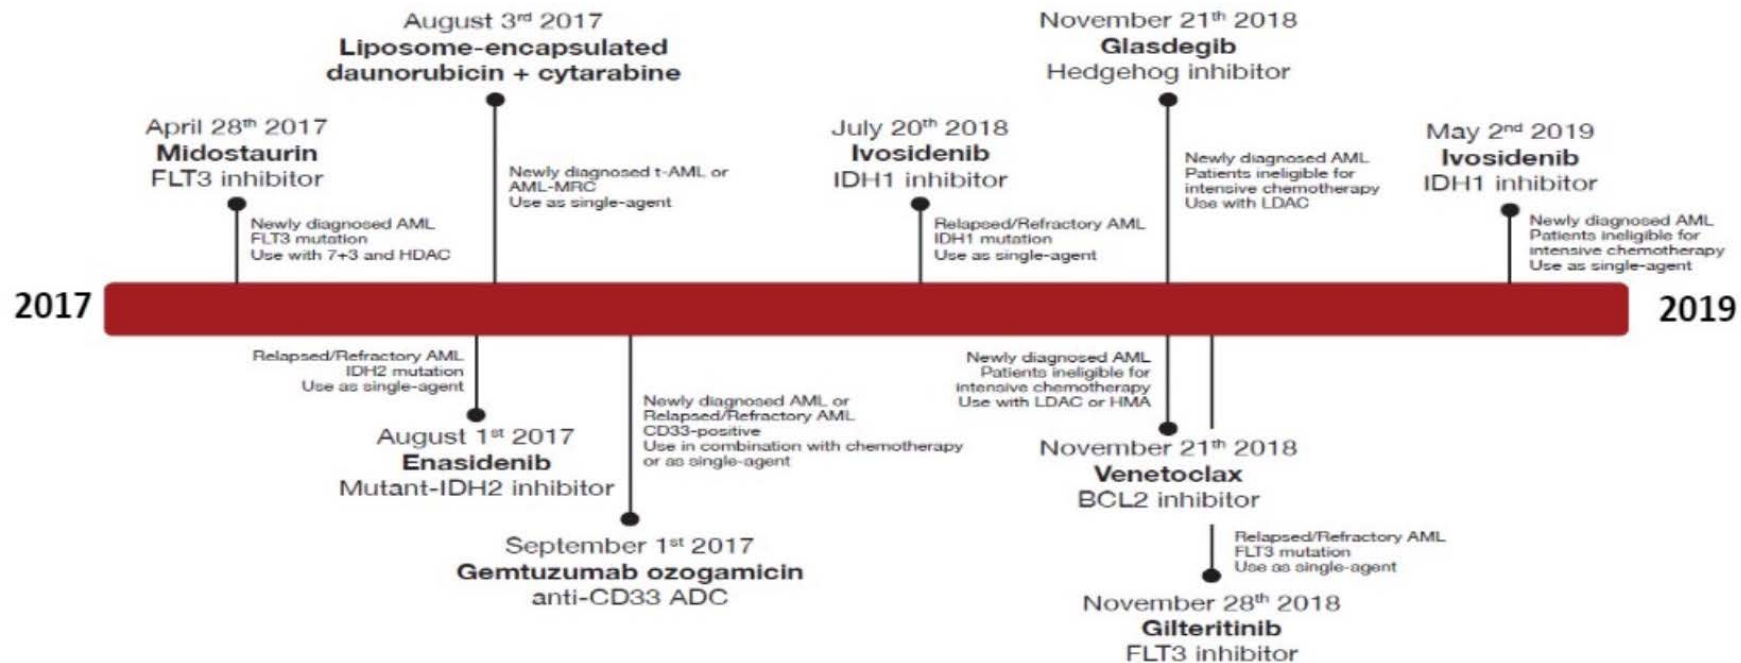 August 3rd 2017
Liposome-encapsulated
daunorubicin + cytarabine
November 21th 2018
Glasdegib
Hedgehog inhibitor
April 28th 2017
Midostaurin
FLT3 inhibitor
July 20th 2018
Ivosidenib
IDH1 inhibitor
May 2nd 2019
Ivosidenib
IDH1 inhibitor
Newly diagnosed AML
FLT3 mutation
Use with 7+3 and HDAC
Newly diagnosed t-AML or
AML-MRC
Use as single-agent
Relapsed/Refractory AML
IDH1 mutation
Use as single-agent
Newly diagnosed AML
Patients ineligible for
intensive chemotherapy
Use with LDAC
Newly diagnosed AML
Patients ineligible for
intensive chemotherapy
Use as single-agent
2017
2019
Relapsed/Refractory AML
IDH2 mutation
Use as single-agent
August 1st 2017
Enasidenib
Mutant-IDH2 inhibitor
Newly diagnosed AML or
Relapsed/Refractory AML
CD33-positive
Use in combination with chemotherapy
or as single-agent
September 1st 2017
Gemtuzumab ozogamicin
anti-CD33 ADC
Newly diagnosed AML
Patients ineligible for
intensive chemotherapy
Use with LDAC or HMA
November 21th 2018
Venetoclax
BCL2 inhibitor
Relapsed/Refractory AML
FLT3 mutation
Use as single-agent
November 28th 2018
Gilteritinib
FLT3 inhibitor